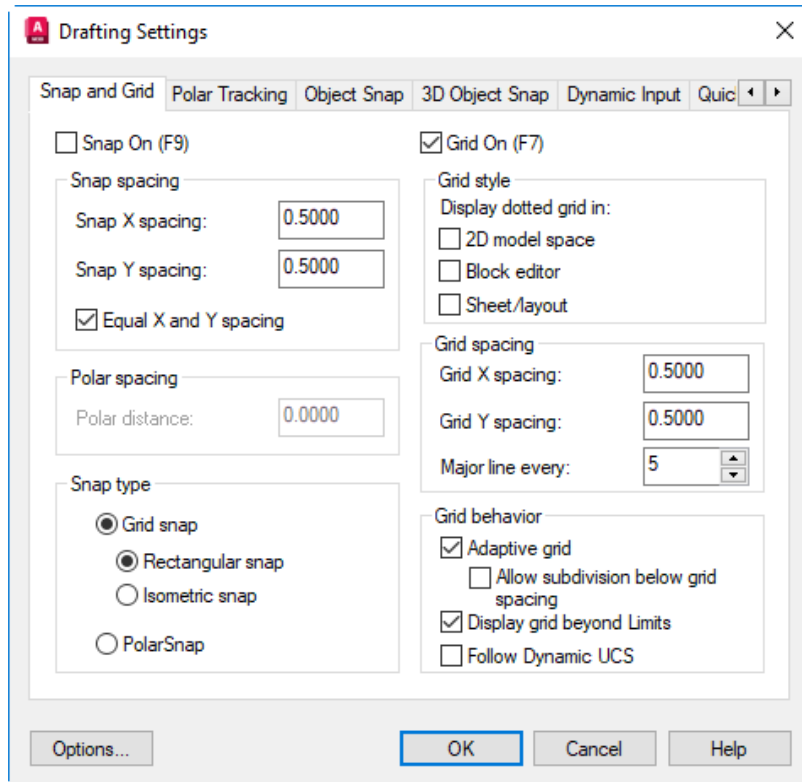 Drafting Settings
Snap and Grid Polar Tracking Object Snap 3D Object Snap Dynamic Input Quic
Snap On (F9)
Snap spacing
Snap X spacing: 0.5000
Snap Y spacing: 0.5000
Equal X and Y spacing
Polar spacing
Polar distance: 0.0000
Snap type
Grid snap
Rectangular snap
Isometric snap
PolarSnap
Grid On (F7)
Grid style
Display dotted grid in:
2D model space
Block editor
Sheet/layout
Grid spacing
Grid X spacing: 0.5000
Grid Y spacing: 0.5000
Major line every: 5
Grid behavior
Adaptive grid
Allow subdivision below grid
spacing
Display grid beyond Limits
Follow Dynamic UCS
Options... OK Cancel Help